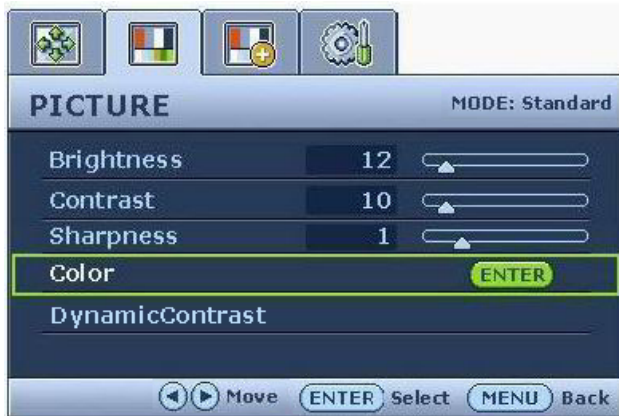 PICTURE MODE: Standard
Brightness 12
Contrast 10
Sharpness 1
Color ENTER
DynamicContrast
Move ENTER Select MENU Back